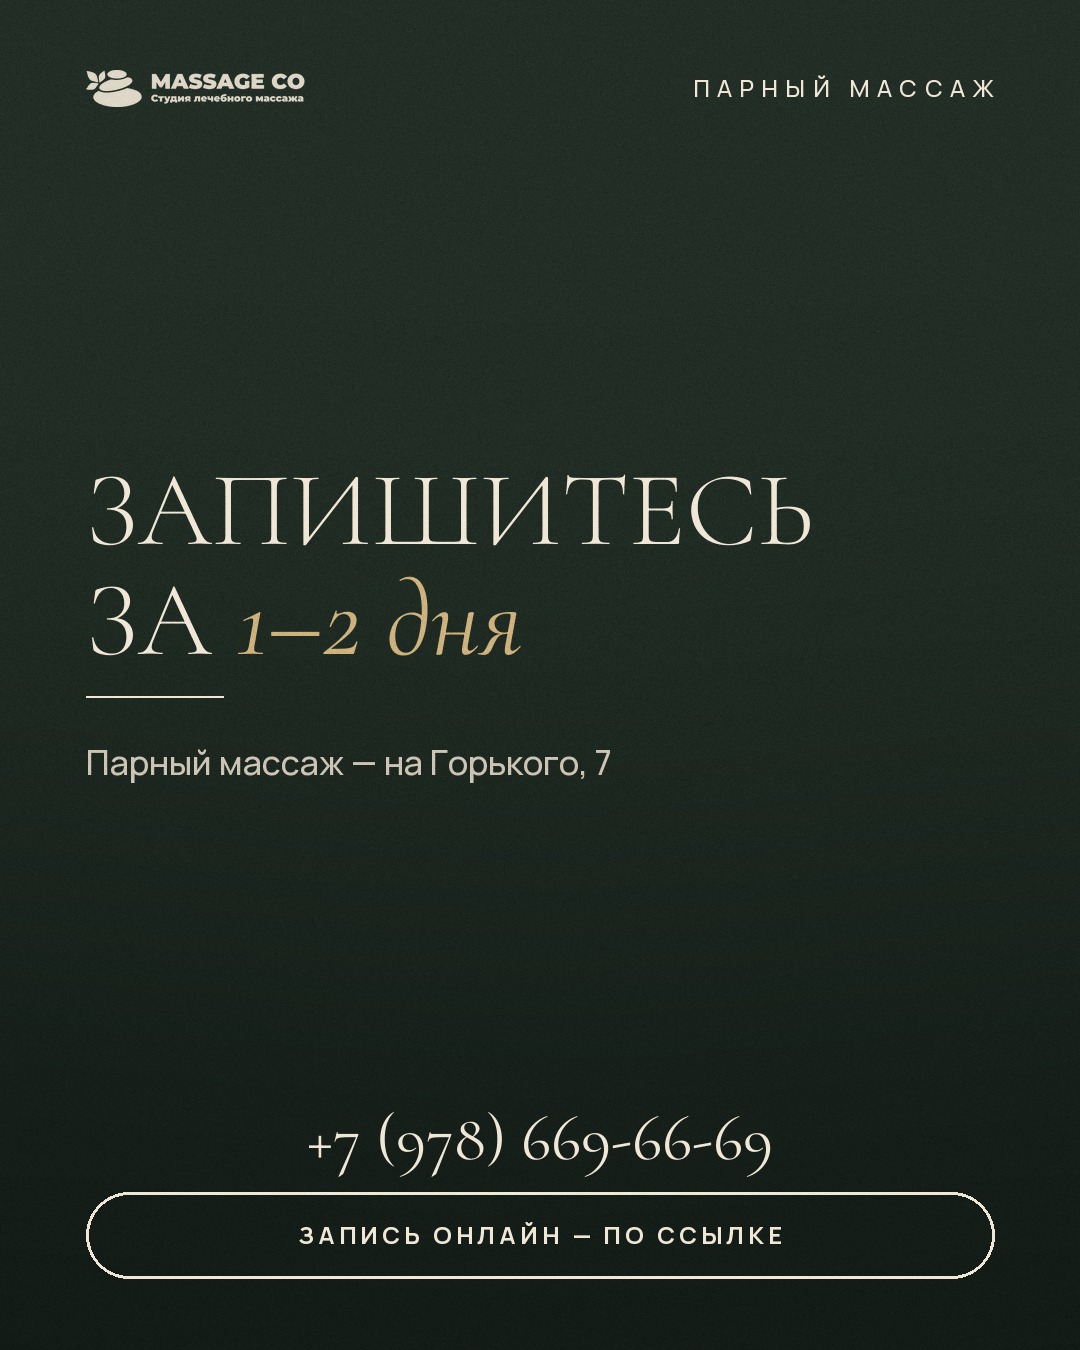 MASSAGE CO
Студия лечебного массажа
ПАРНЫЙ МАССАЖ
ЗАПИШИТЕСЬ
ЗА 1–2 дня
Парный массаж — на Горького, 7
+7 (978) 669-66-69
ЗАПИСЬ ОНЛАЙН — ПО ССЫЛКЕ